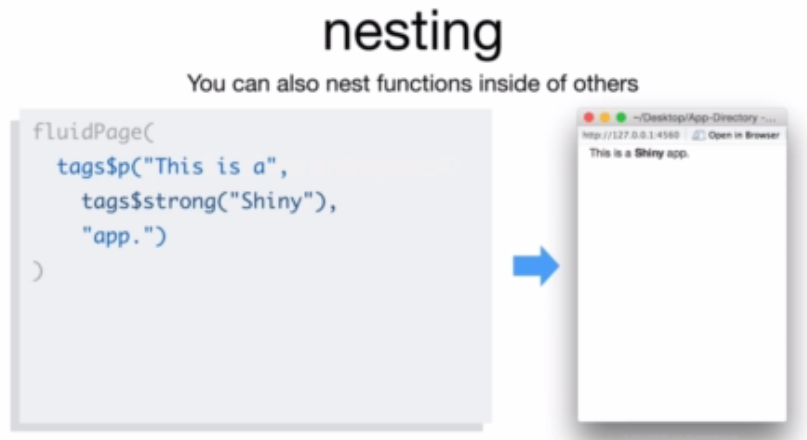 nesting
You can also nest functions inside of others
fluidPage(
tags$p("This is a",
tags$strong("Shiny"),
"app.")
)
~/Desktop/App-Directory -...
http://127.0.0.1:4560 Open in Browser
This is a Shiny app.